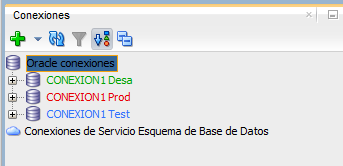 Conexiones
Oracle conexiones
CONEXION1 Desa
CONEXION1 Prod
CONEXION1 Test
Conexiones de Servicio Esquema de Base de Datos